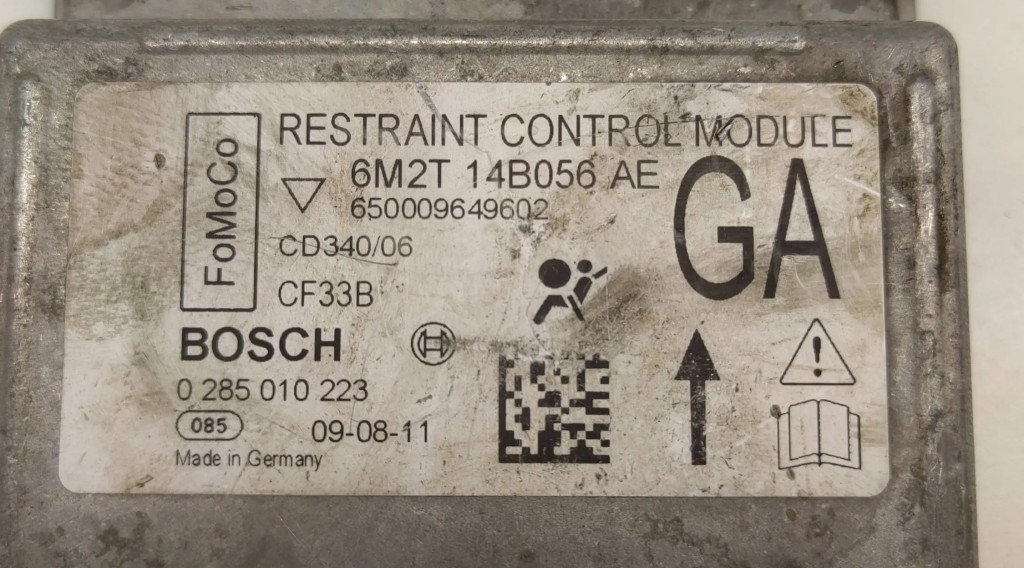 FoMoCo
RESTRAINT CONTROL MODULE
6M2T 14B056 AE
650009649602
GA
CD340/06
CF33B
BOSCH
0 285 010 223
085
09-08-11
Made in Germany